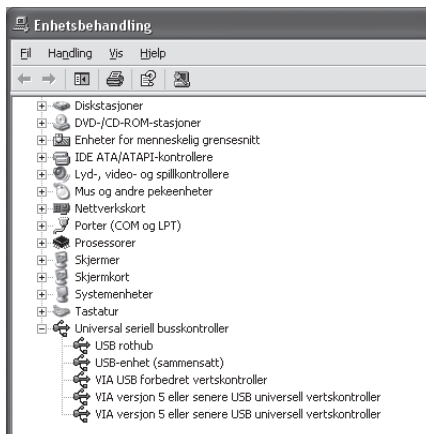 Enhetsbehandling
Fil Handling Vis Hjelp
Diskstasjoner
DVD-/CD-ROM-stasjoner
Enheter for menneskelig grensesnitt
IDE ATA/ATAPI-kontrollere
Lyd-, video- og spillkontrollere
Mus og andre pekeenheter
Nettverkskort
Porter (COM og LPT)
Prosessorer
Skjermer
Skjermkort
Systemenheter
Tastatur
Universal seriell busskontroller
USB rothub
USB-enhet (sammensatt)
VIA USB forbedret vertskontroller
VIA versjon 5 eller senere USB universell vertskontroller
VIA versjon 5 eller senere USB universell vertskontroller